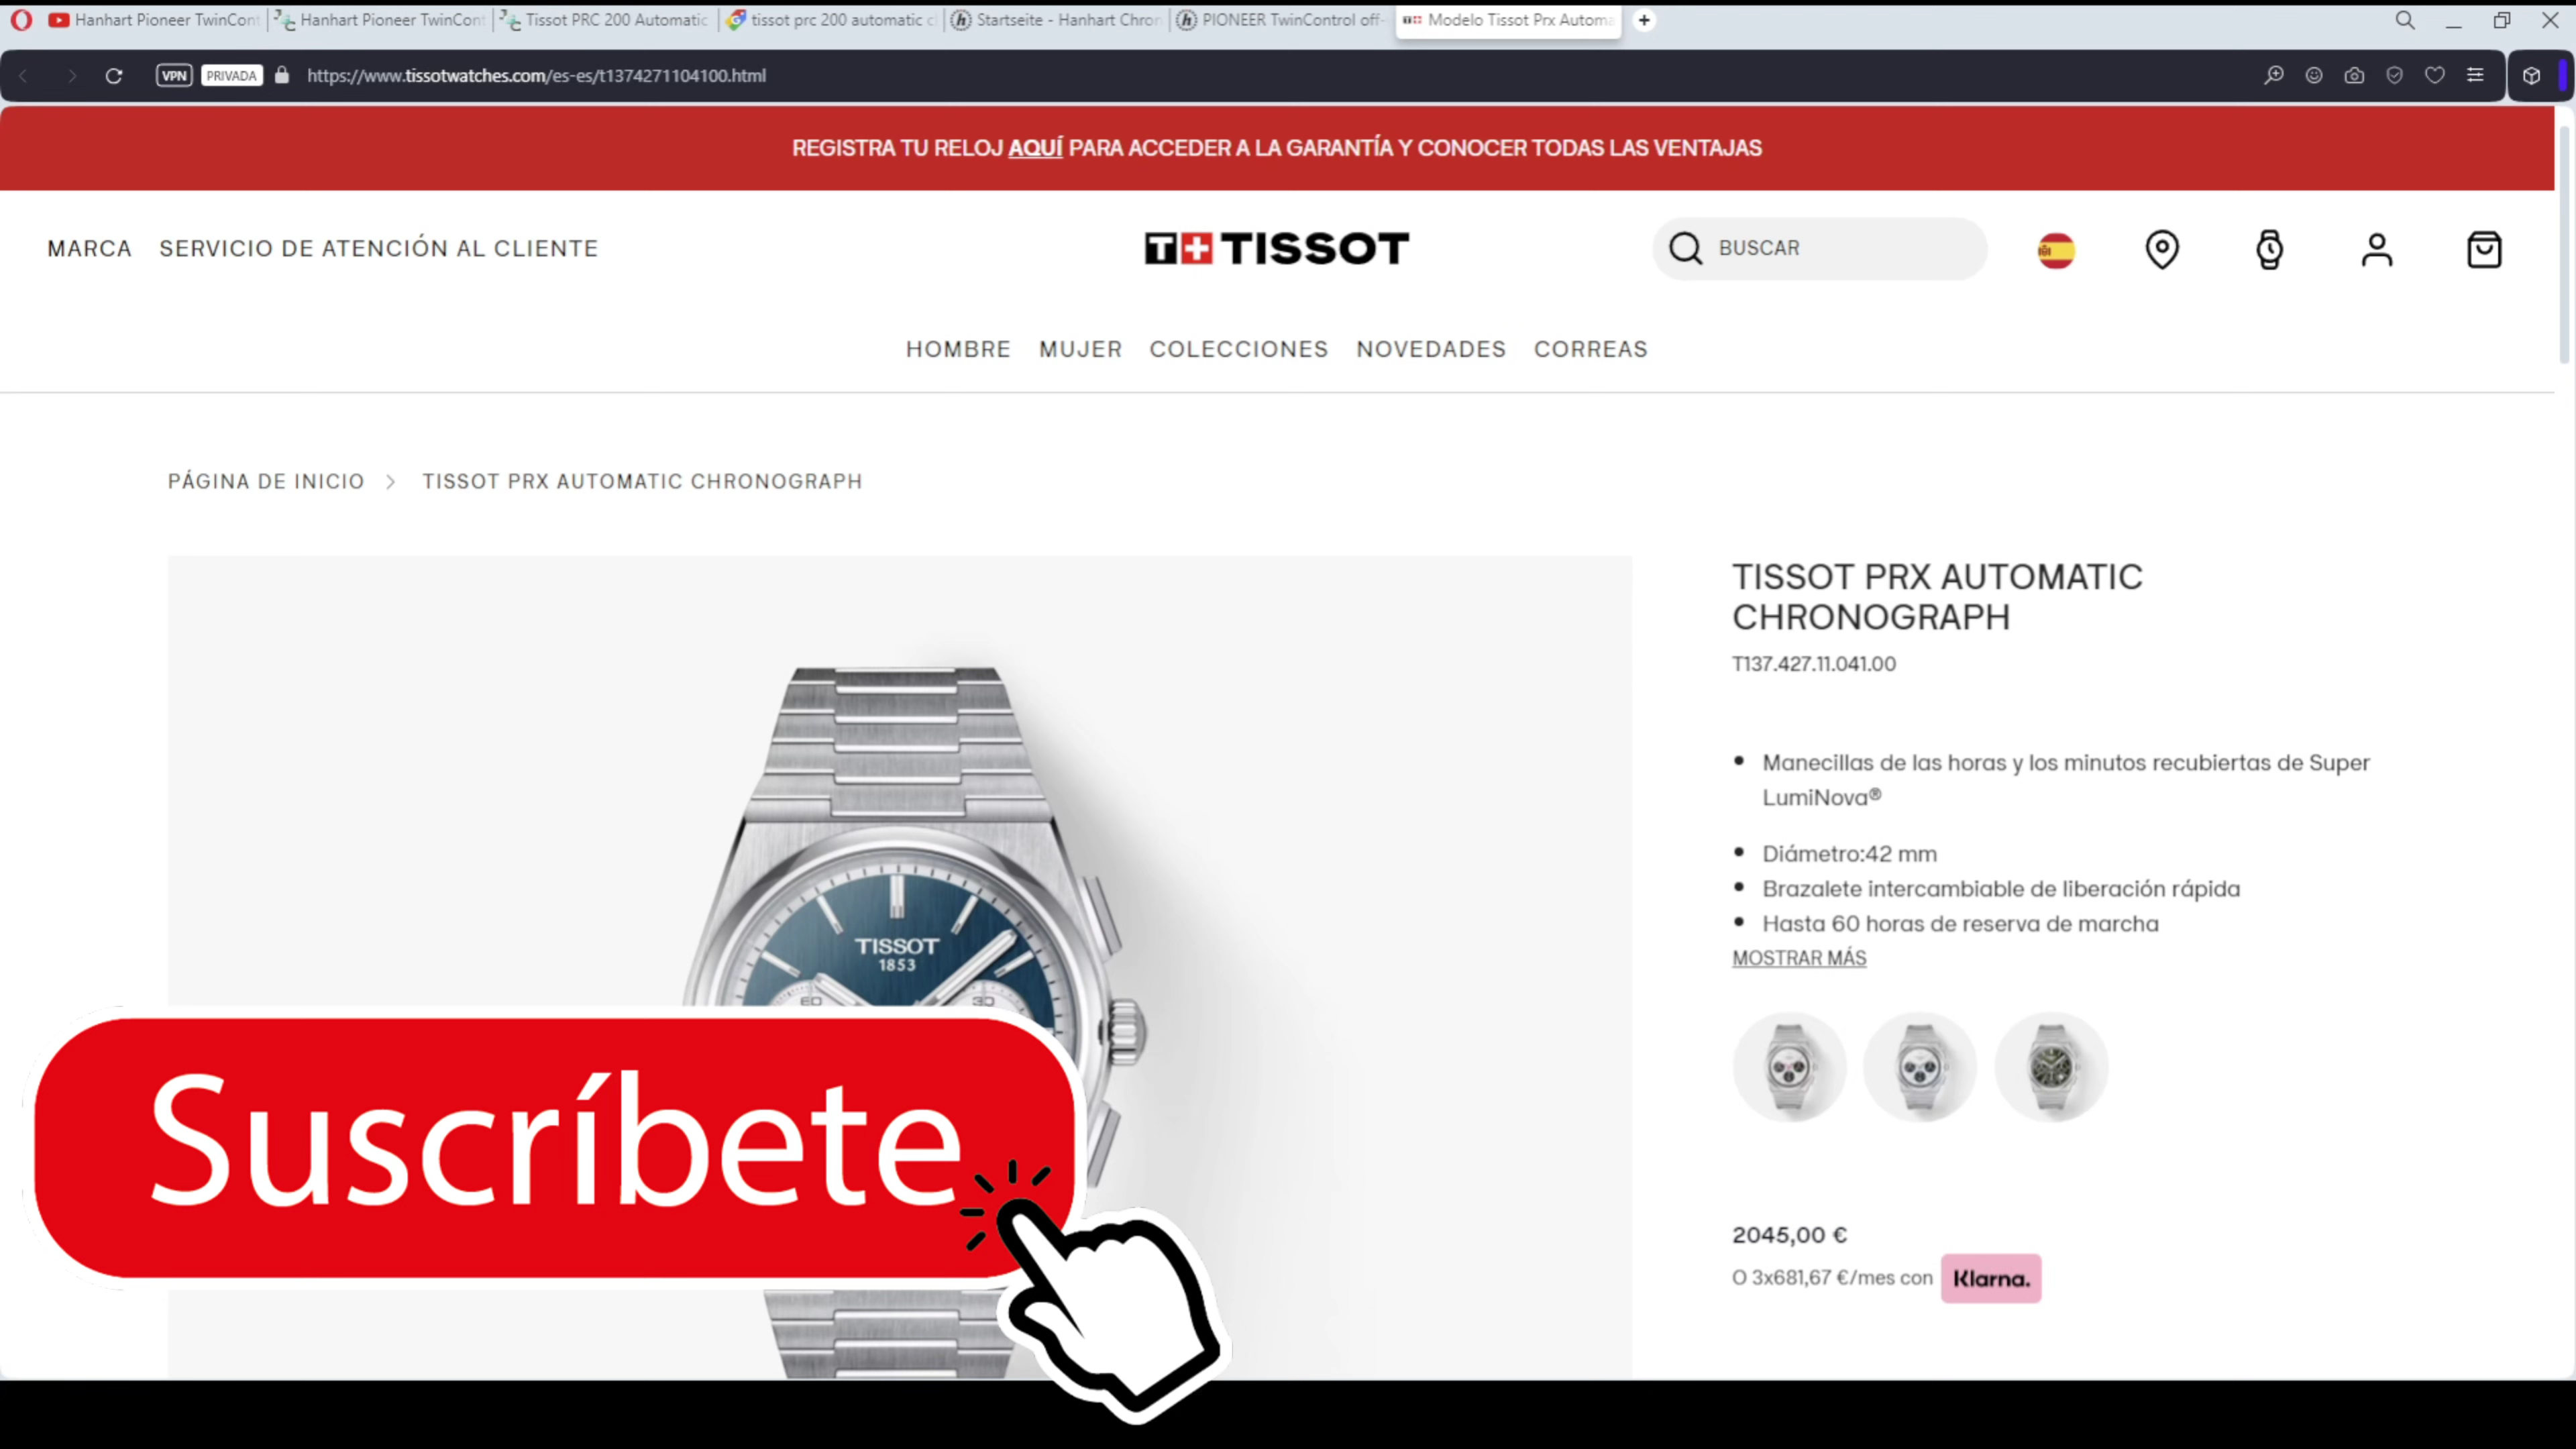 Hanhart Pioneer TwinCont
Hanhart Pioneer TwinCont
Tissot PRC 200 Automatic
tissot prc 200 automatic c
Startseite - Hanhart Chron
PIONEER TwinControl off-
Modelo Tissot Prx Automa
VPN
PRIVADA
https://www.tissotwatches.com/es-es/t1374271104100.html
REGISTRA TU RELOJ AQUÍ PARA ACCEDER A LA GARANTÍA Y CONOCER TODAS LAS VENTAJAS
MARCA
SERVICIO DE ATENCIÓN AL CLIENTE
T+ TISSOT
BUSCAR
HOMBRE
MUJER
COLECCIONES
NOVEDADES
CORREAS
PÁGINA DE INICIO > TISSOT PRX AUTOMATIC CHRONOGRAPH
TISSOT
1853
60
30
TISSOT PRX AUTOMATIC
CHRONOGRAPH
T137.427.11.041.00
• Manecillas de las horas y los minutos recubiertas de Super
LumiNova®
• Diámetro:42 mm
• Brazalete intercambiable de liberación rápida
• Hasta 60 horas de reserva de marcha
MOSTRAR MÁS
2045,00 €
O 3x681,67 €/mes con Klarna.
Suscríbete